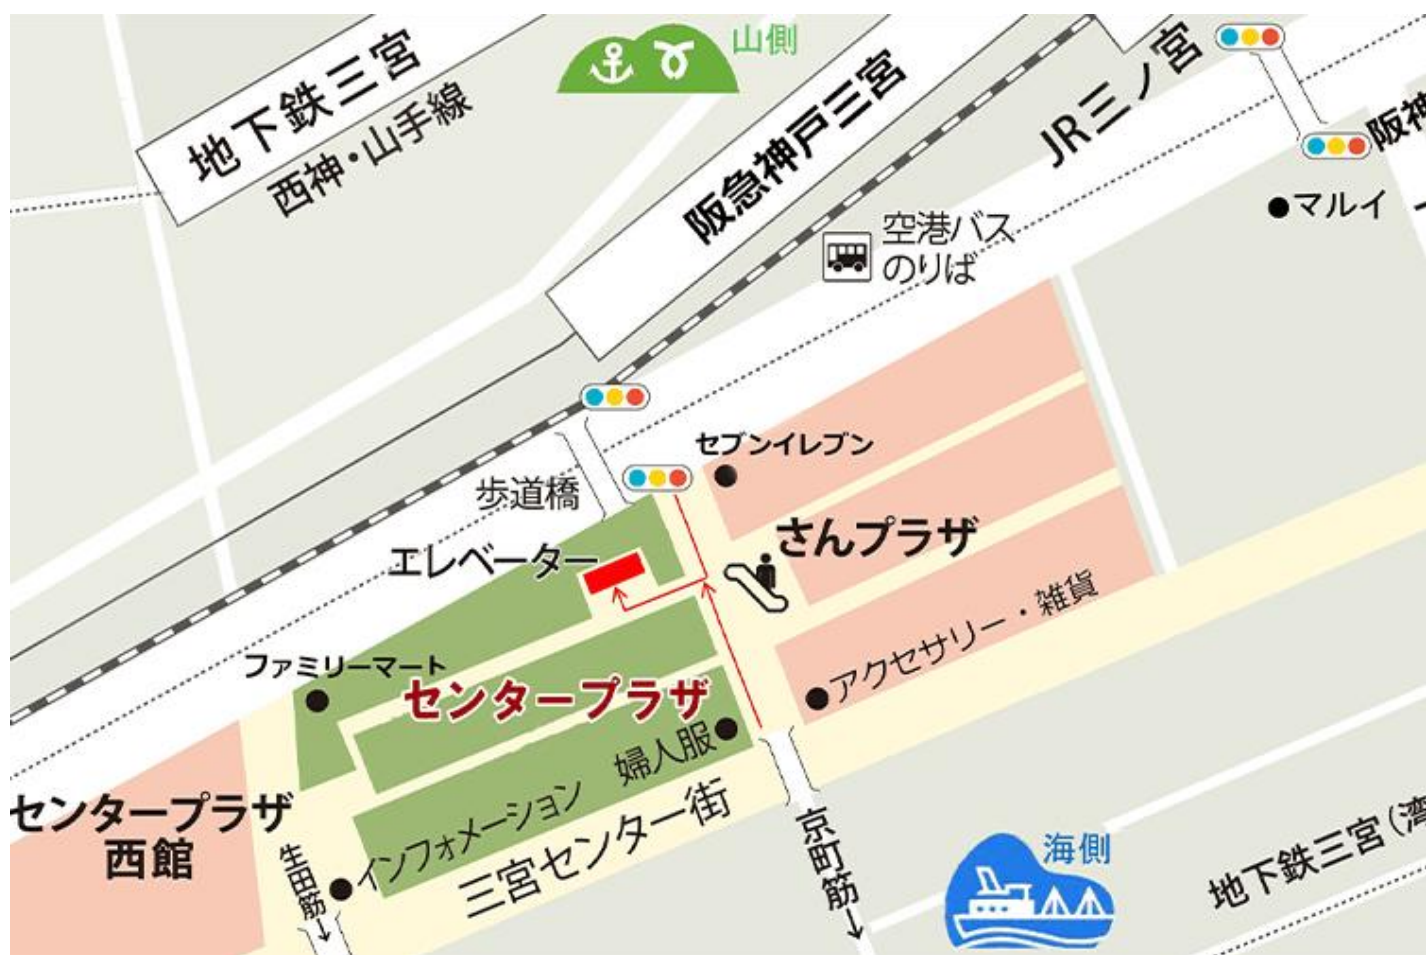 山側
地下鉄三宮
西神・山手線
阪急神戸三宮
JR三ノ宮
阪神
マルイ
空港バス
のりば
セブンイレブン
歩道橋
さんプラザ
エレベーター
アクセサリー・雑貨
ファミリーマート
センタープラザ
婦人服
インフォメーション
センタープラザ
西館
三宮センター街
生田筋→
京町筋→
海側
地下鉄三宮(湾